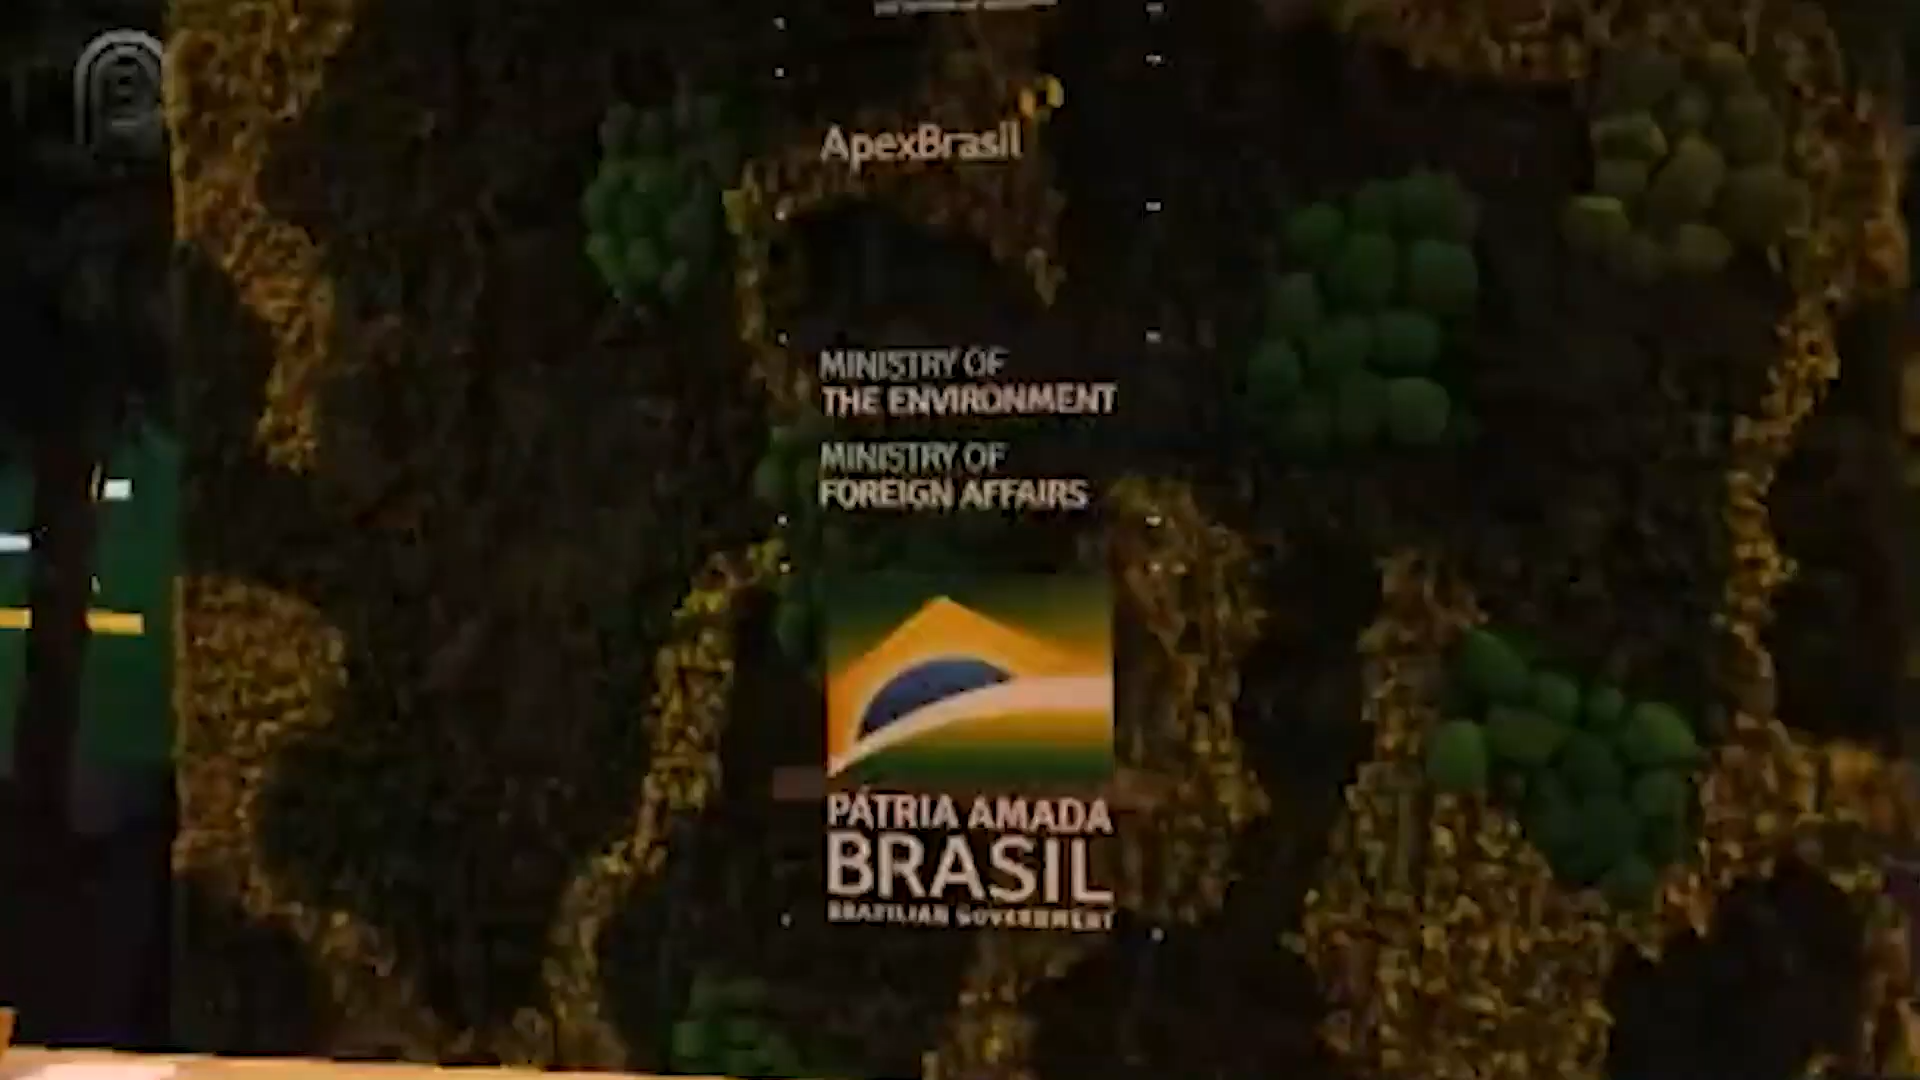 ApexBrasil
MINISTRY OF
THE ENVIRONMENT
MINISTRY OF
FOREIGN AFFAIRS
PÁTRIA AMADA
BRASIL
BRAZILIAN GOVERNMENT